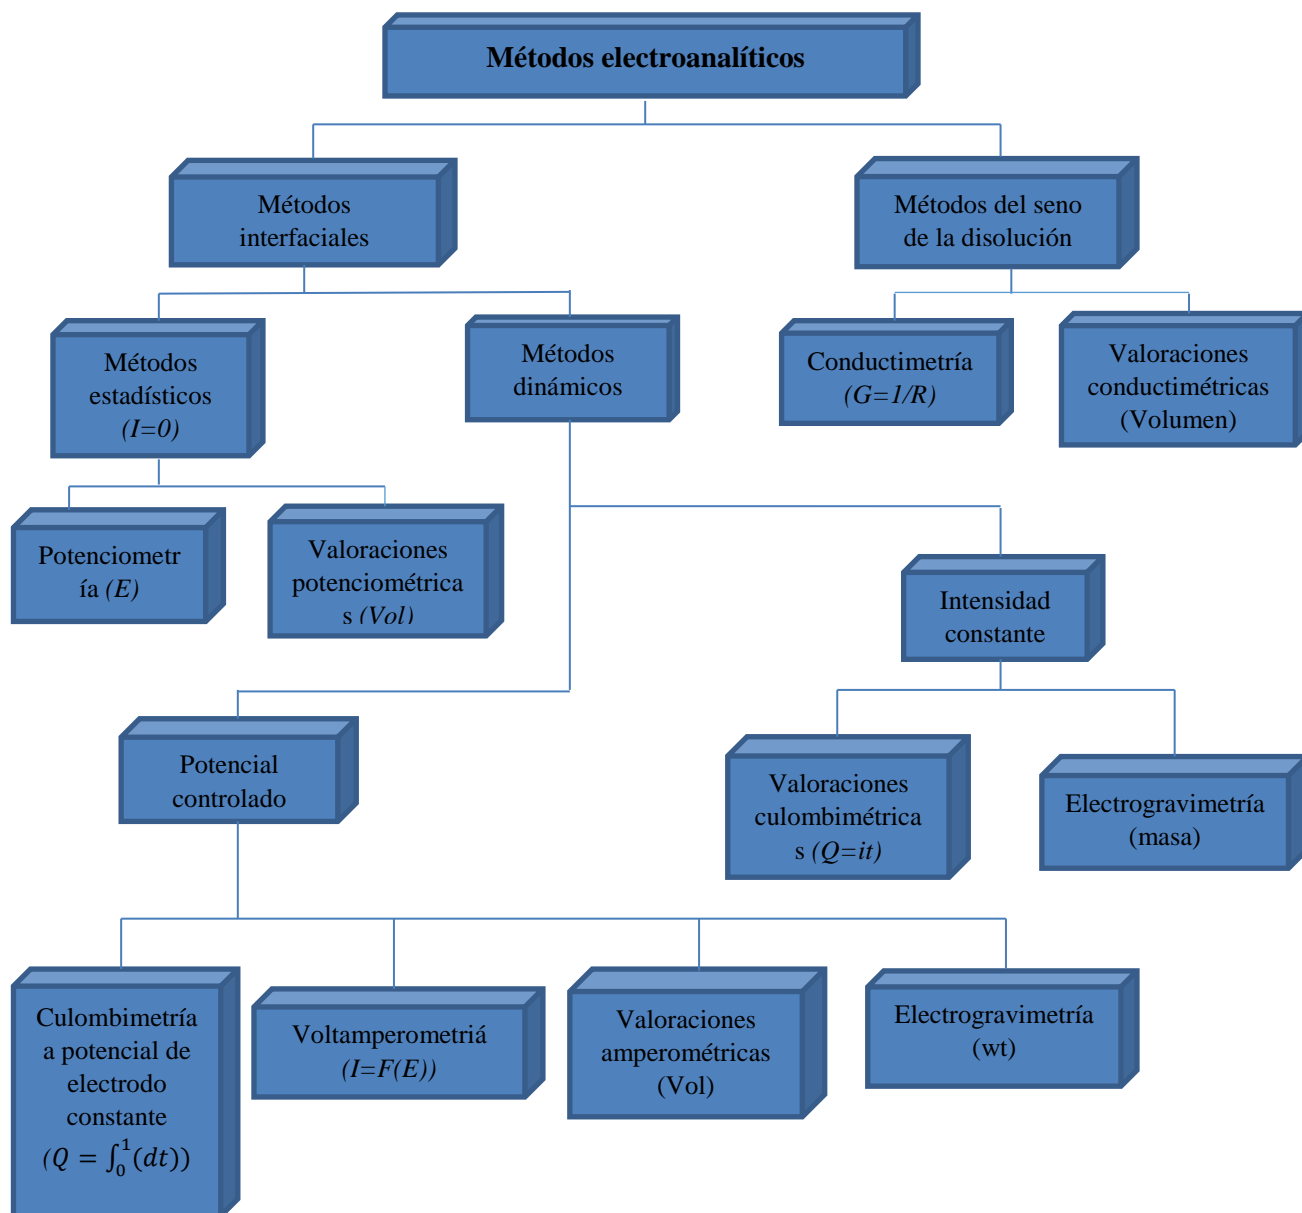 Métodos electroanalíticos
Métodos
interfaciales
Métodos del seno
de la disolución
Métodos
estadísticos
(I=0)
Métodos
dinámicos
Conductimetría
(G=1/R)
Valoraciones
conductimétricas
(Volumen)
Potenciometr
ía (E)
Valoraciones
potenciométrica
s (Vol)
Intensidad
constante
Potencial
controlado
Valoraciones
culombimétrica
s (Q=it)
Electrogravimetría
(masa)
Culombimetría
a potencial de
electrodo
constante
(Q = ∫₀¹(dt))
Voltamperometriá
(I=F(E))
Valoraciones
amperométricas
(Vol)
Electrogravimetría
(wt)